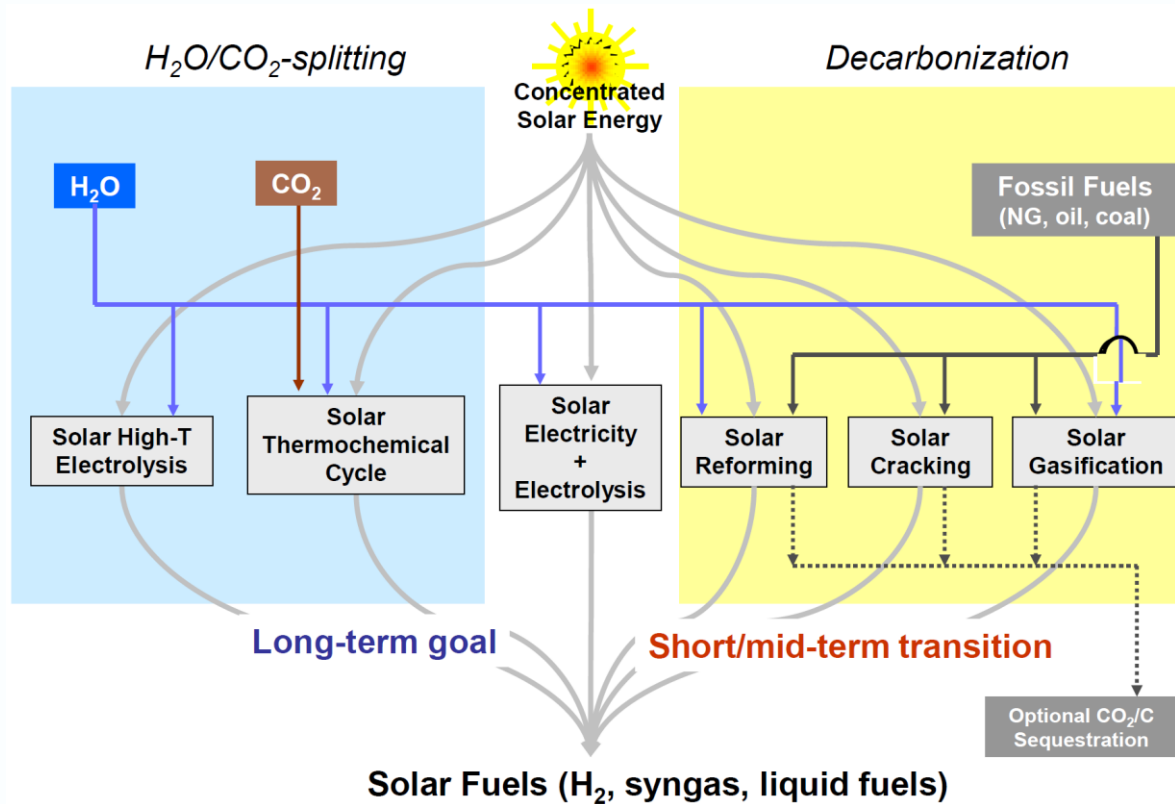 H₂O/CO₂-splitting
Concentrated
Solar Energy
Decarbonization
H₂O
CO₂
Fossil Fuels
(NG, oil, coal)
Solar High-T
Electrolysis
Solar
Thermochemical
Cycle
Solar
Electricity
+
Electrolysis
Solar
Reforming
Solar
Cracking
Solar
Gasification
Long-term goal
Short/mid-term transition
Optional CO₂/C
Sequestration
Solar Fuels (H₂, syngas, liquid fuels)